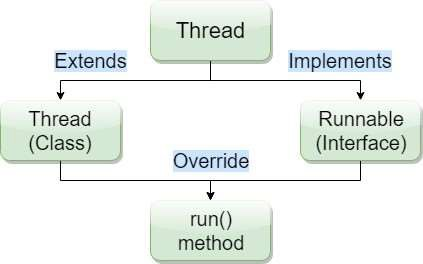 Thread
Extends
Implements
Thread
(Class)
Runnable
(Interface)
Override
run()
method